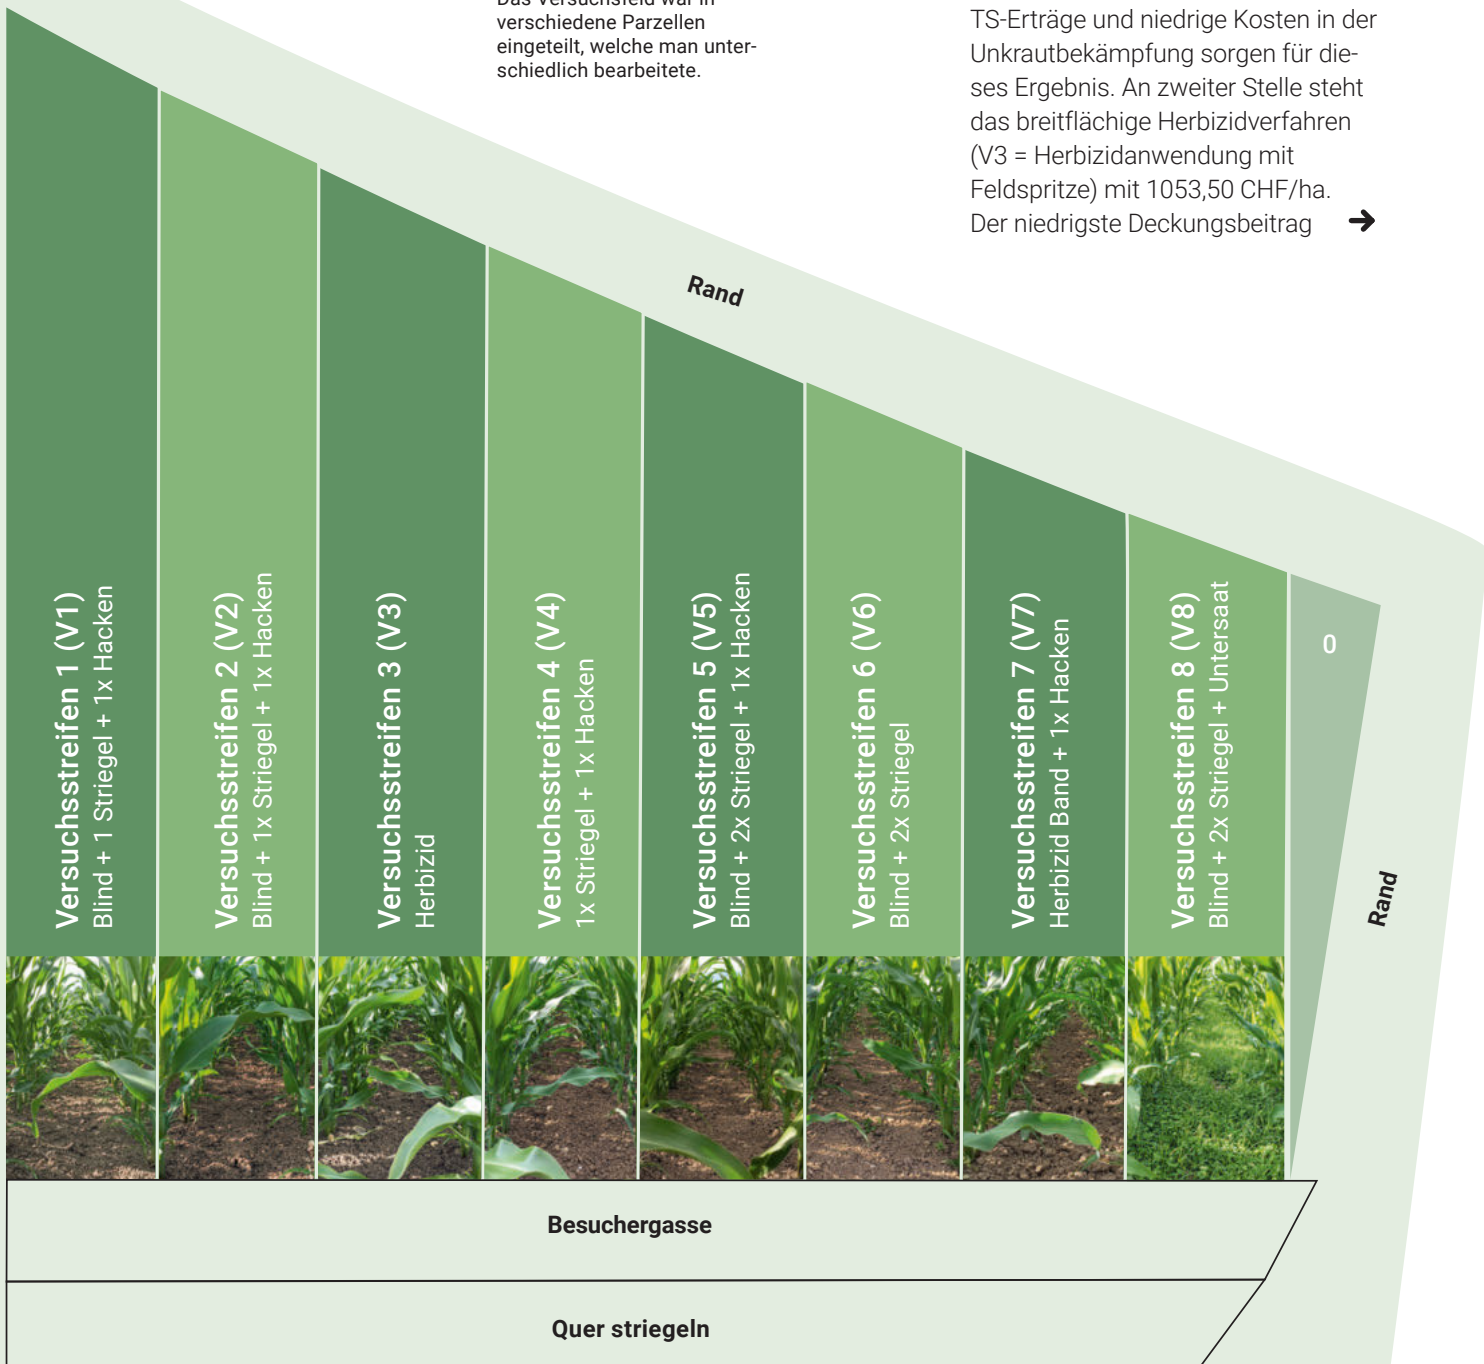 Das Versuchsfeld war in
verschiedene Parzellen
eingeteilt, welche man unter-
schiedlich bearbeitete.
TS-Erträge und niedrige Kosten in der
Unkrautbekämpfung sorgen für die-
ses Ergebnis. An zweiter Stelle steht
das breitflächige Herbizidverfahren
(V3 = Herbizidanwendung mit
Feldspritze) mit 1053,50 CHF/ha.
Der niedrigste Deckungsbeitrag ➔
Rand
Versuchsstreifen 1 (V1)
Blind + 1 Striegel + 1x Hacken
Versuchsstreifen 2 (V2)
Blind + 1x Striegel + 1x Hacken
Versuchsstreifen 3 (V3)
Herbizid
Versuchsstreifen 4 (V4)
1x Striegel + 1x Hacken
Versuchsstreifen 5 (V5)
Blind + 2x Striegel + 1x Hacken
Versuchsstreifen 6 (V6)
Blind + 2x Striegel
Versuchsstreifen 7 (V7)
Herbizid Band + 1x Hacken
Versuchsstreifen 8 (V8)
Blind + 2x Striegel + Untersaat
0
Rand
Besuchergasse
Quer striegeln